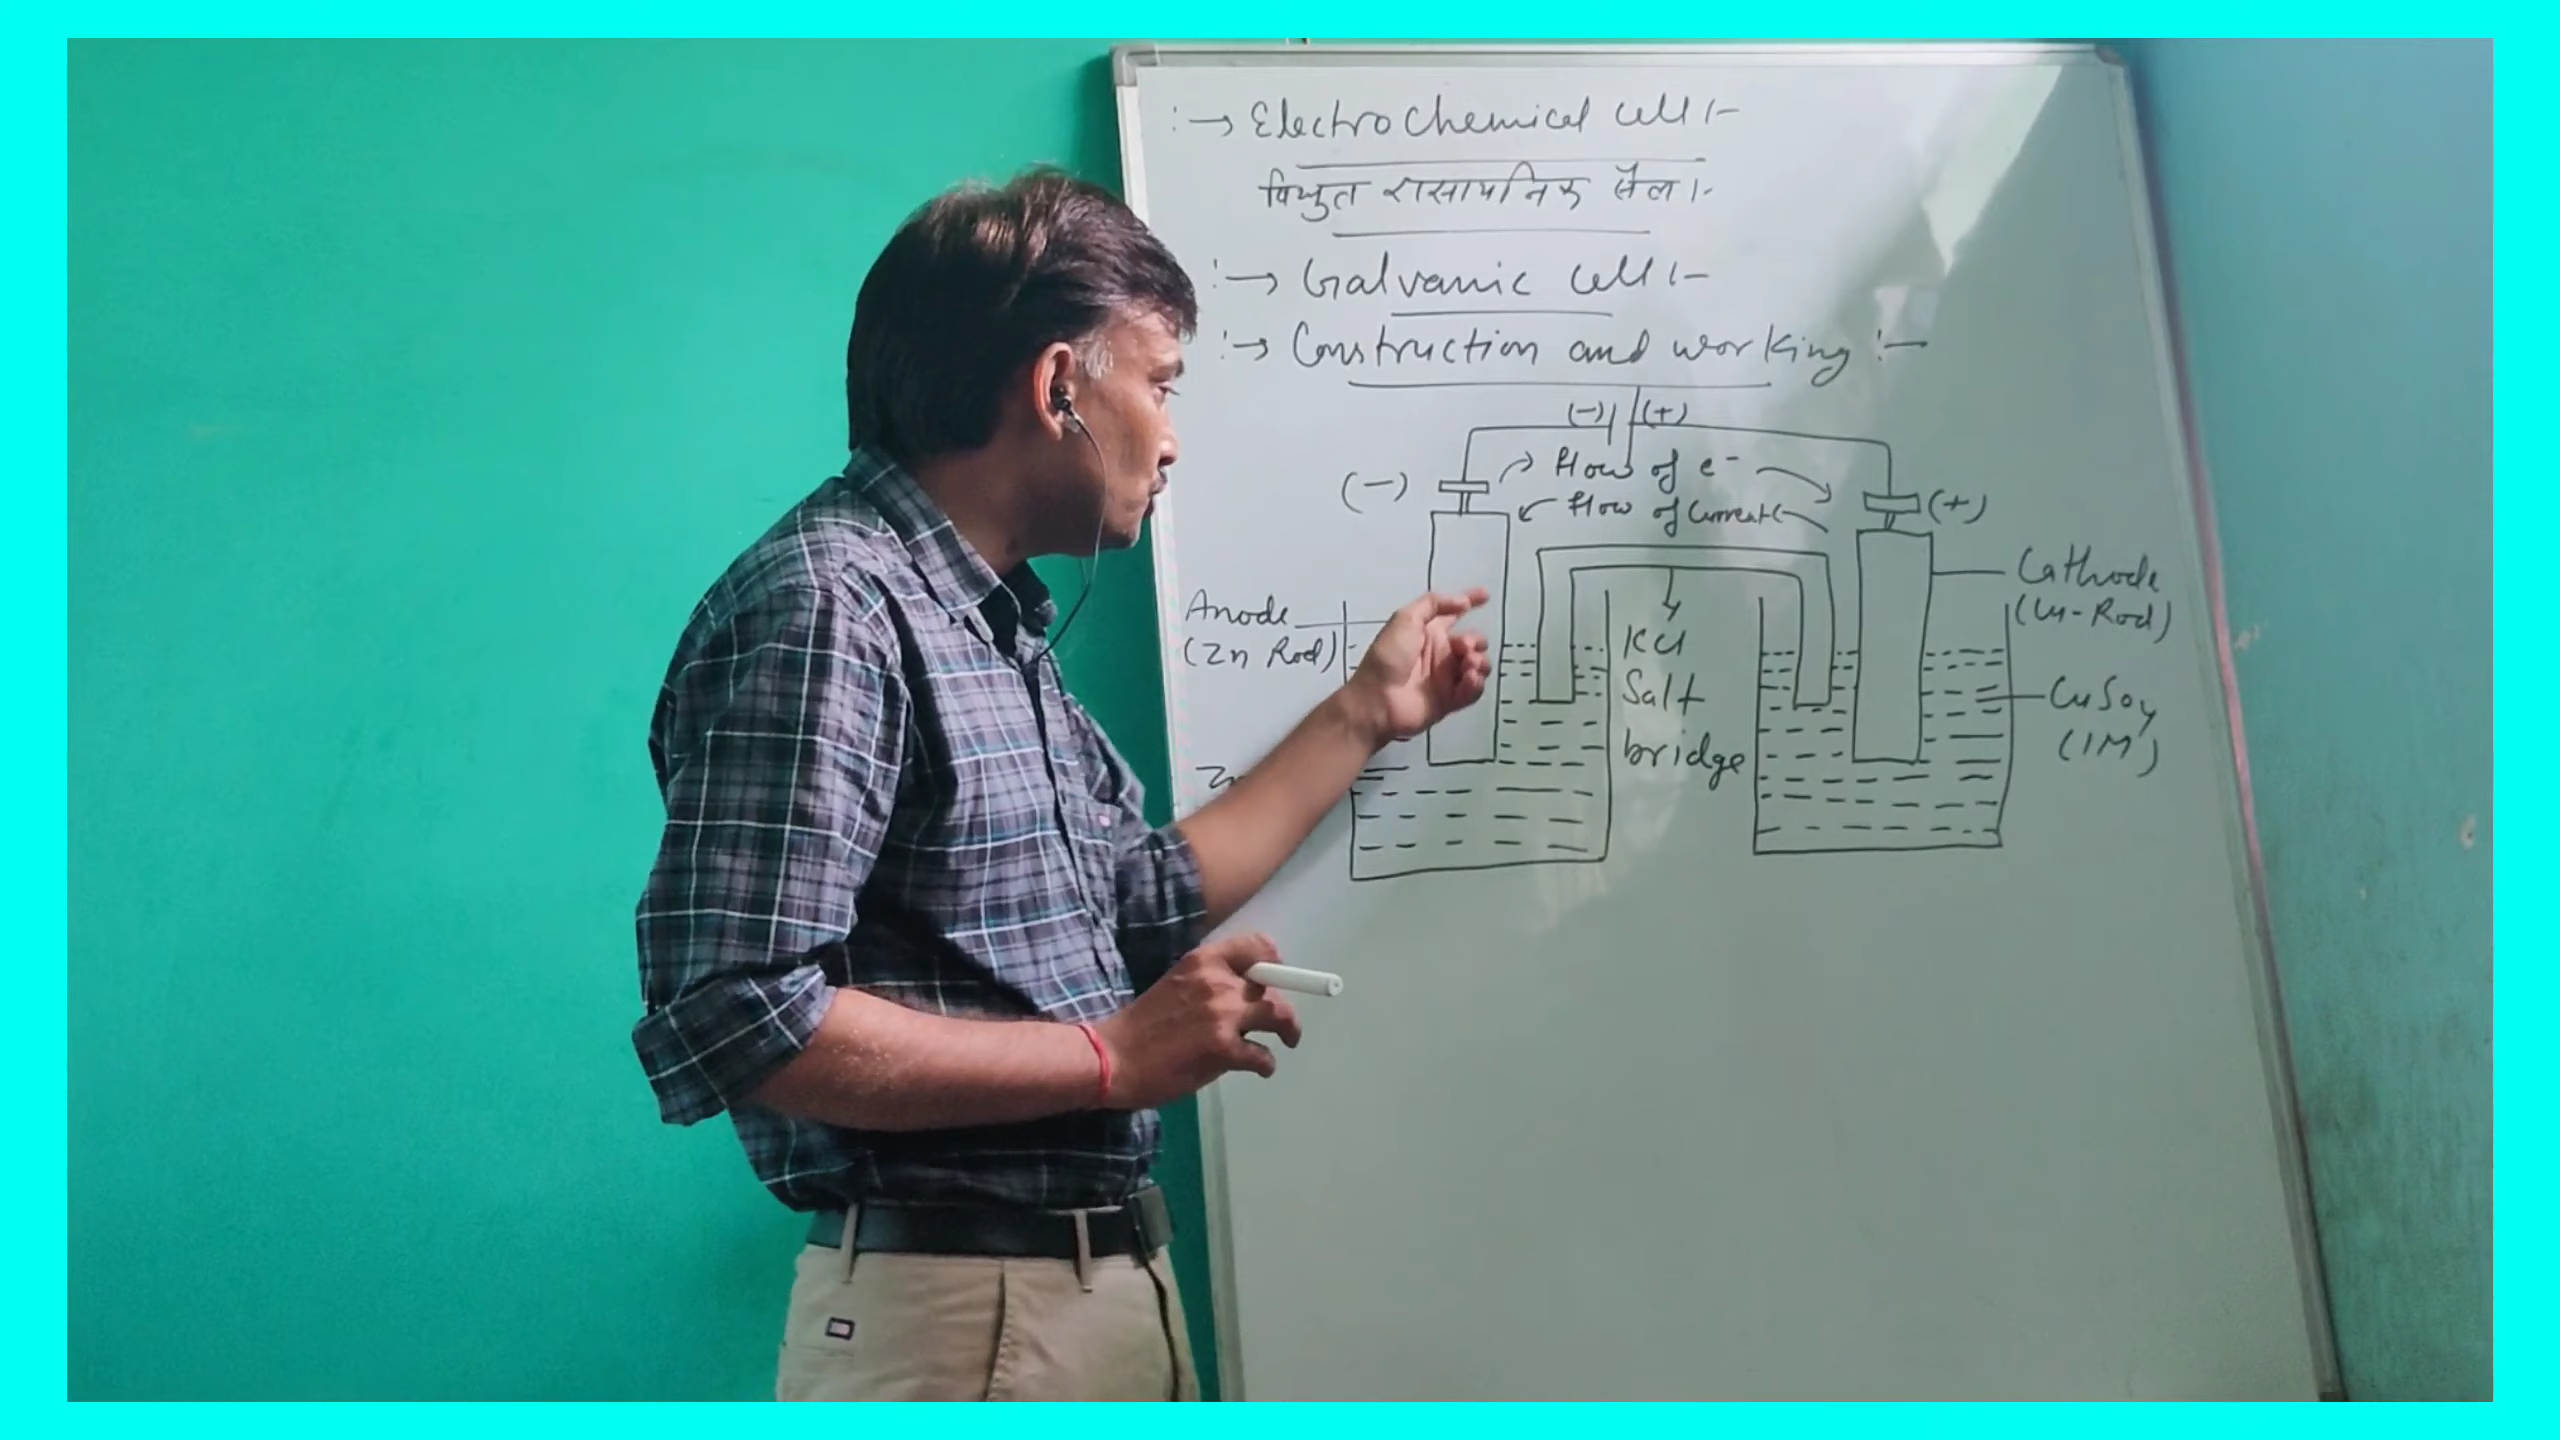 :→ Electrochemical cell :-
विद्युत रासायनिक सैल :-
:→ Galvanic cell :-
:→ Construction and working :-
(-) (+)
(-) Flow of e⁻ (+)
Flow of Current
Anode
(Zn Rod)
KCl
Salt
bridge
Cathode
(Cu-Rod)
CuSO4
(1M)
Zn